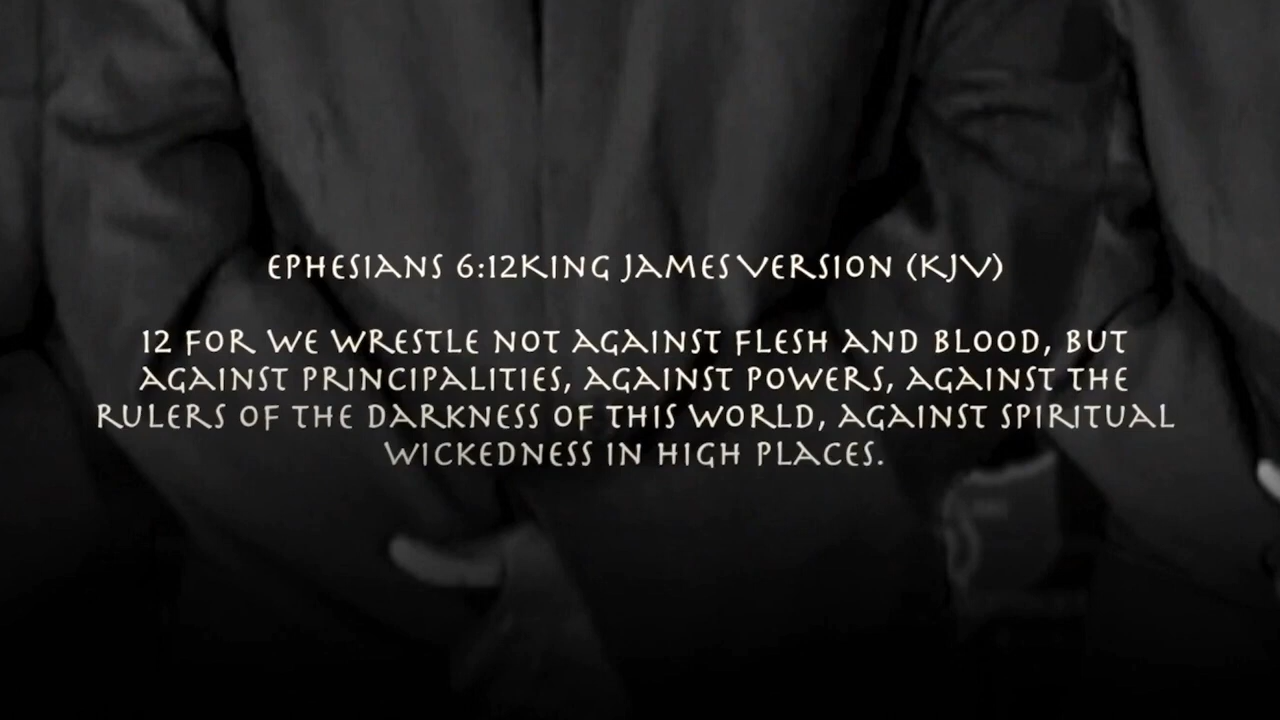 EPHESIANS 6:12KING JAMES VERSION (KJV)
12 FOR WE WRESTLE NOT AGAINST FLESH AND BLOOD, BUT
AGAINST PRINCIPALITIES, AGAINST POWERS, AGAINST THE
RULERS OF THE DARKNESS OF THIS WORLD, AGAINST SPIRITUAL
WICKEDNESS IN HIGH PLACES.